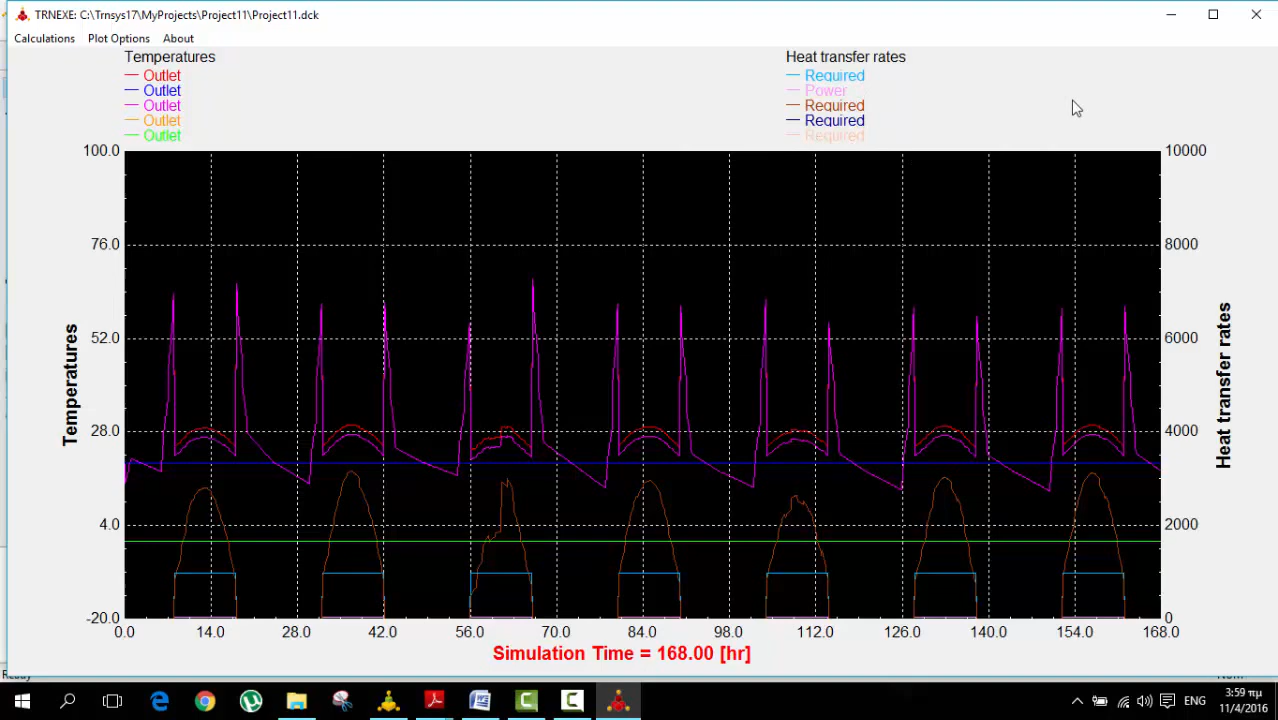 TRNEXE: C:\Trnsys17\MyProjects\Project11\Project11.dck
Calculations Plot Options About
Temperatures
Outlet
Outlet
Outlet
Outlet
Outlet
Heat transfer rates
Required
Power
Required
Required
Required
100.0
76.0
52.0
28.0
4.0
-20.0
Temperatures
10000
8000
6000
4000
2000
0
Heat transfer rates
0.0 14.0 28.0 42.0 56.0 70.0 84.0 98.0 112.0 126.0 140.0 154.0 168.0
Simulation Time = 168.00 [hr]
ENG
3:59 πμ
11/4/2016